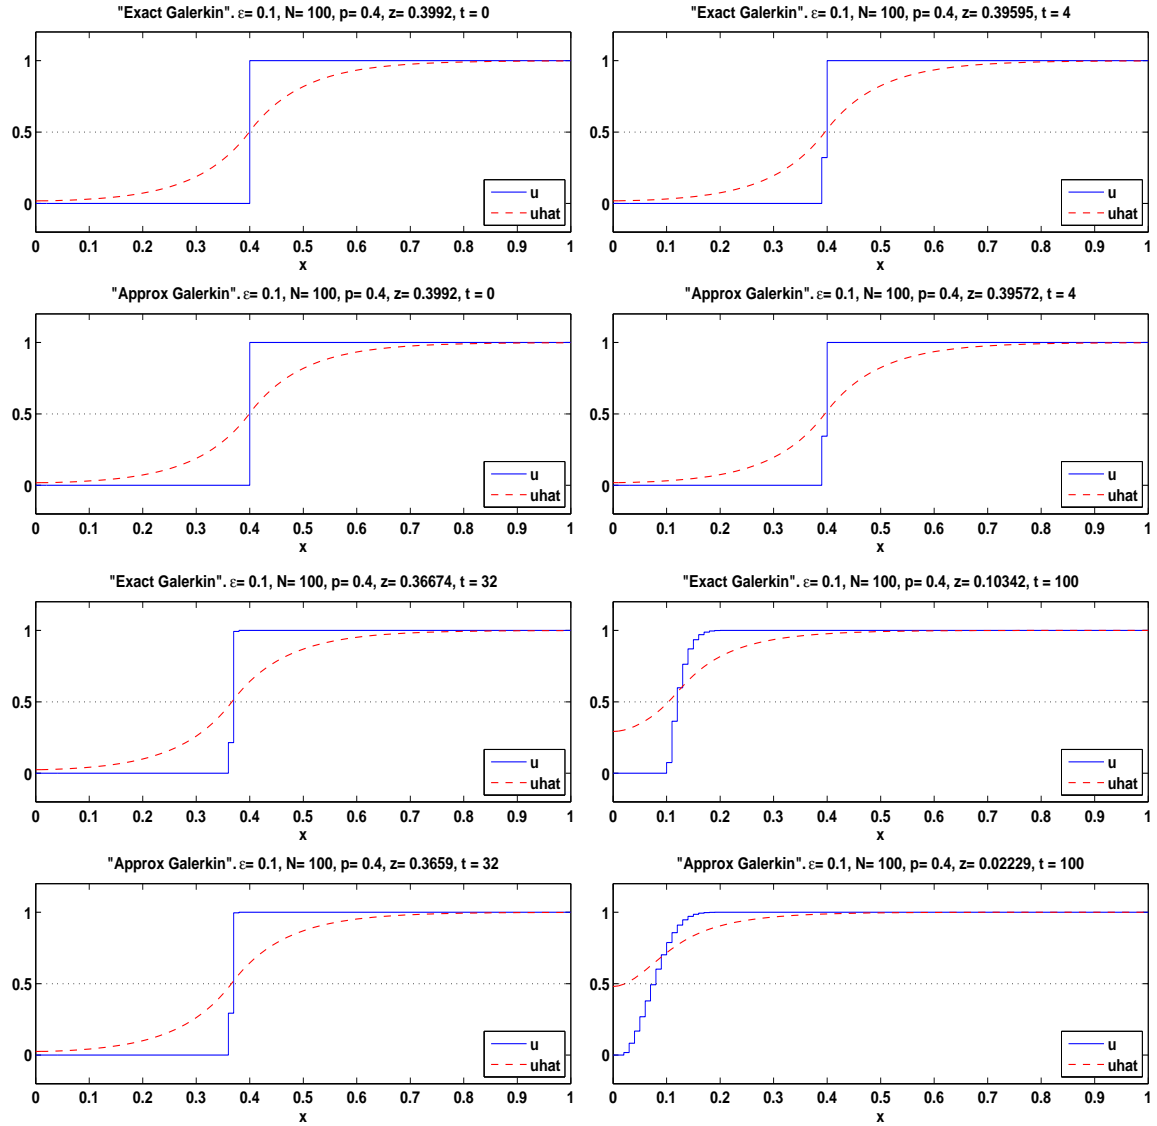 "Exact Galerkin". ε= 0.1, N= 100, p= 0.4, z= 0.3992, t = 0
1
0.5
0
u
uhat
0 0.1 0.2 0.3 0.4 0.5 0.6 0.7 0.8 0.9 1
x
"Exact Galerkin". ε= 0.1, N= 100, p= 0.4, z= 0.39595, t = 4
1
0.5
0
u
uhat
0 0.1 0.2 0.3 0.4 0.5 0.6 0.7 0.8 0.9 1
x
"Approx Galerkin". ε= 0.1, N= 100, p= 0.4, z= 0.3992, t = 0
1
0.5
0
u
uhat
0 0.1 0.2 0.3 0.4 0.5 0.6 0.7 0.8 0.9 1
x
"Approx Galerkin". ε= 0.1, N= 100, p= 0.4, z= 0.39572, t = 4
1
0.5
0
u
uhat
0 0.1 0.2 0.3 0.4 0.5 0.6 0.7 0.8 0.9 1
x
"Exact Galerkin". ε= 0.1, N= 100, p= 0.4, z= 0.36674, t = 32
1
0.5
0
u
uhat
0 0.1 0.2 0.3 0.4 0.5 0.6 0.7 0.8 0.9 1
x
"Exact Galerkin". ε= 0.1, N= 100, p= 0.4, z= 0.10342, t = 100
1
0.5
0
u
uhat
0 0.1 0.2 0.3 0.4 0.5 0.6 0.7 0.8 0.9 1
x
"Approx Galerkin". ε= 0.1, N= 100, p= 0.4, z= 0.3659, t = 32
1
0.5
0
u
uhat
0 0.1 0.2 0.3 0.4 0.5 0.6 0.7 0.8 0.9 1
x
"Approx Galerkin". ε= 0.1, N= 100, p= 0.4, z= 0.02229, t = 100
1
0.5
0
u
uhat
0 0.1 0.2 0.3 0.4 0.5 0.6 0.7 0.8 0.9 1
x